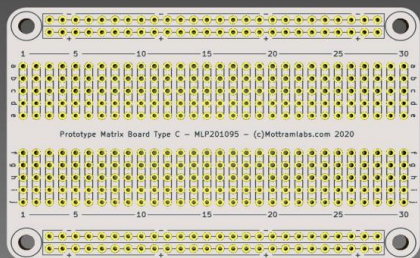 1 5 10 15 20 25 30
a a
b b
c c
d d
e e
Prototype Matrix Board Type C - MLP201095 - (c)Mottramlabs.com 2020
f f
g g
h h
i i
j j
1 5 10 15 20 25 30